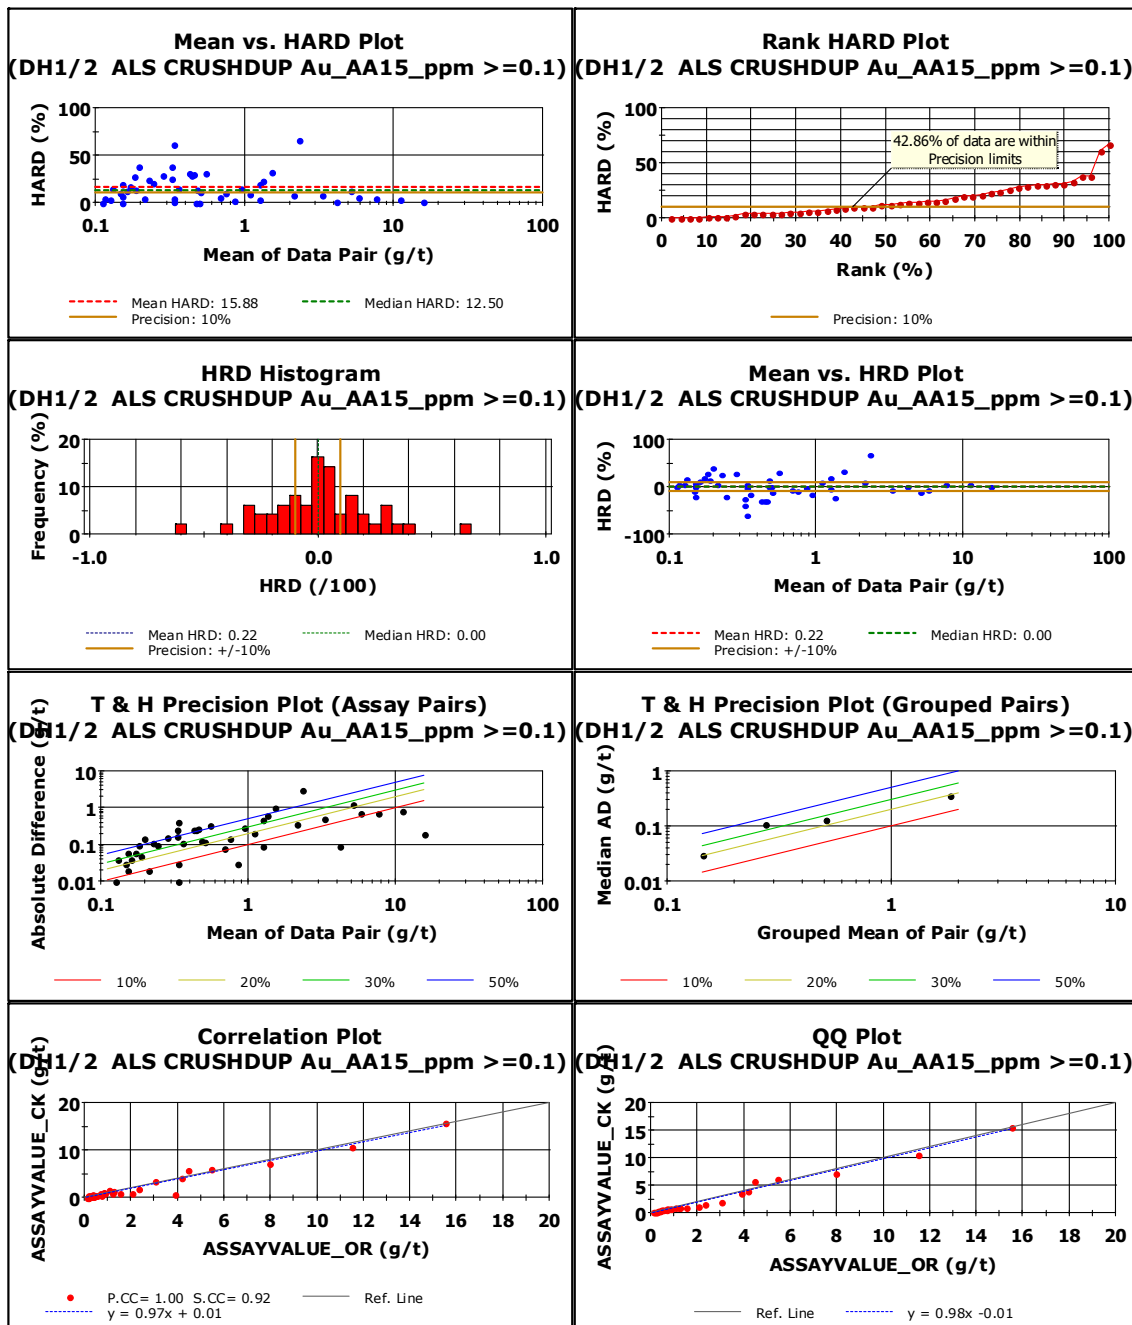 Mean vs. HARD Plot
(DH1/2 ALS CRUSHDUP Au_AA15_ppm >=0.1)
HARD (%)
100
50
0
0.1 1 10 100
Mean of Data Pair (g/t)
Mean HARD: 15.88 Median HARD: 12.50
Precision: 10%
Rank HARD Plot
(DH1/2 ALS CRUSHDUP Au_AA15_ppm >=0.1)
HARD (%)
100
50
0
42.86% of data are within
Precision limits
0 10 20 30 40 50 60 70 80 90 100
Rank (%)
Precision: 10%
HRD Histogram
(DH1/2 ALS CRUSHDUP Au_AA15_ppm >=0.1)
Frequency (%)
20
10
0
-1.0 0.0 1.0
HRD (/100)
Mean HRD: 0.22 Median HRD: 0.00
Precision: +/-10%
Mean vs. HRD Plot
(DH1/2 ALS CRUSHDUP Au_AA15_ppm >=0.1)
HRD (%)
100
0
-100
0.1 1 10 100
Mean of Data Pair (g/t)
Mean HRD: 0.22 Median HRD: 0.00
Precision: +/-10%
T & H Precision Plot (Assay Pairs)
(DH1/2 ALS CRUSHDUP Au_AA15_ppm >=0.1)
Absolute Difference (g/t)
10
1
0.1
0.01
0.1 1 10 100
Mean of Data Pair (g/t)
10% 20% 30% 50%
T & H Precision Plot (Grouped Pairs)
(DH1/2 ALS CRUSHDUP Au_AA15_ppm >=0.1)
Median AD (g/t)
1
0.1
0.01
0.1 1 10
Grouped Mean of Pair (g/t)
10% 20% 30% 50%
Correlation Plot
(DH1/2 ALS CRUSHDUP Au_AA15_ppm >=0.1)
ASSAYVALUE_CK (g/t)
20
10
0
0 2 4 6 8 10 12 14 16 18 20
ASSAYVALUE_OR (g/t)
P.CC= 1.00 S.CC= 0.92 Ref. Line
y = 0.97x + 0.01
QQ Plot
(DH1/2 ALS CRUSHDUP Au_AA15_ppm >=0.1)
ASSAYVALUE_CK (g/t)
20
15
10
5
0
0 2 4 6 8 10 12 14 16 18 20
ASSAYVALUE_OR (g/t)
Ref. Line y = 0.98x -0.01